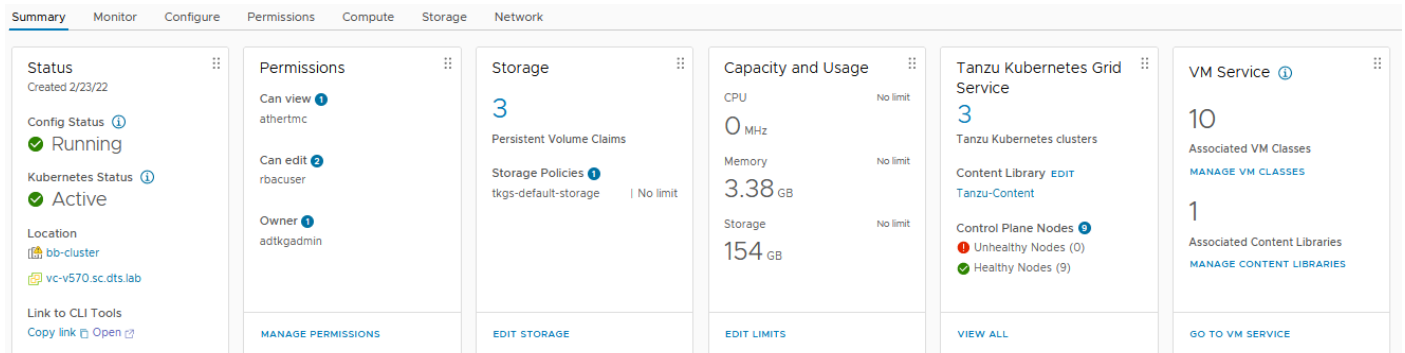 Summary
Monitor
Configure
Permissions
Compute
Storage
Network
Status
Created 2/23/22
Config Status
Running
Kubernetes Status
Active
Location
bb-cluster
vc-v570.sc.dts.lab
Link to CLI Tools
Copy link Open
Permissions
Can view 1
athertmc
Can edit 2
rbacuser
Owner 1
adtkgadmin
MANAGE PERMISSIONS
Storage
3
Persistent Volume Claims
Storage Policies 1
tkgs-default-storage | No limit
EDIT STORAGE
Capacity and Usage
CPU No limit
0 MHz
Memory No limit
3.38 GB
Storage No limit
154 GB
EDIT LIMITS
Tanzu Kubernetes Grid
Service
3
Tanzu Kubernetes clusters
Content Library EDIT
Tanzu-Content
Control Plane Nodes 9
Unhealthy Nodes (0)
Healthy Nodes (9)
VIEW ALL
VM Service
10
Associated VM Classes
MANAGE VM CLASSES
1
Associated Content Libraries
MANAGE CONTENT LIBRARIES
GO TO VM SERVICE